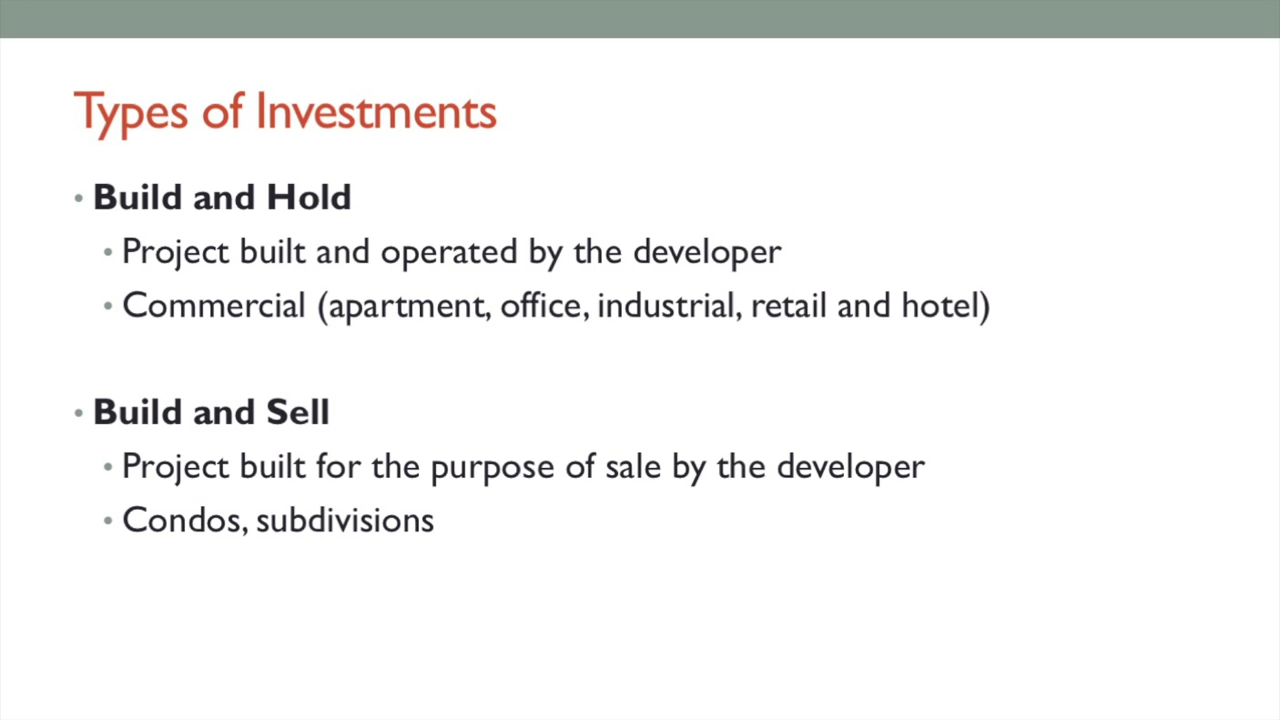 Types of Investments
• Build and Hold
• Project built and operated by the developer
• Commercial (apartment, office, industrial, retail and hotel)
• Build and Sell
• Project built for the purpose of sale by the developer
• Condos, subdivisions